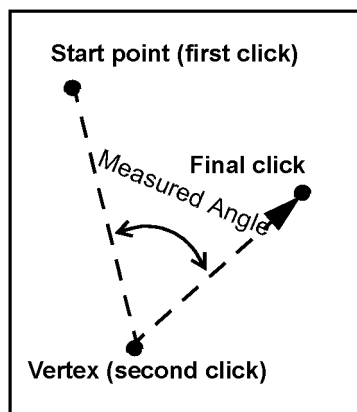 Start point (first click)
Final click
Measured Angle
Vertex (second click)